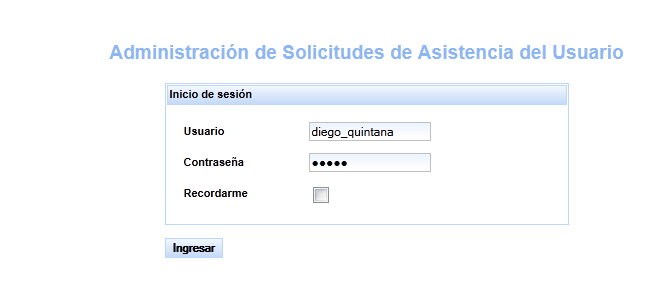 Administración de Solicitudes de Asistencia del Usuario
Inicio de sesión
Usuario diego_quintana
Contraseña •••••
Recordarme
Ingresar